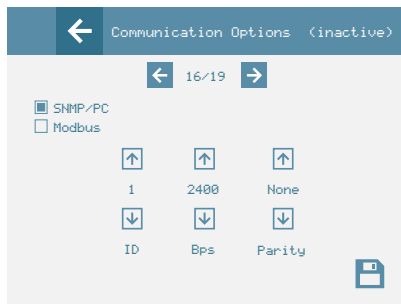 Communication Options (inactive)
16/19
SNMP/PC
Modbus
1 2400 None
ID Bps Parity